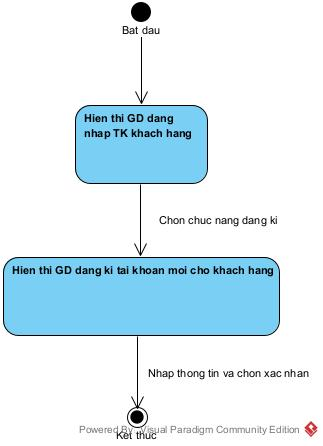 Bat dau
Hien thi GD dang
nhap TK khach hang
Chon chuc nang dang ki
Hien thi GD dang ki tai khoan moi cho khach hang
Nhap thong tin va chon xac nhan
Powered By Visual Paradigm Community Edition
Ket thuc